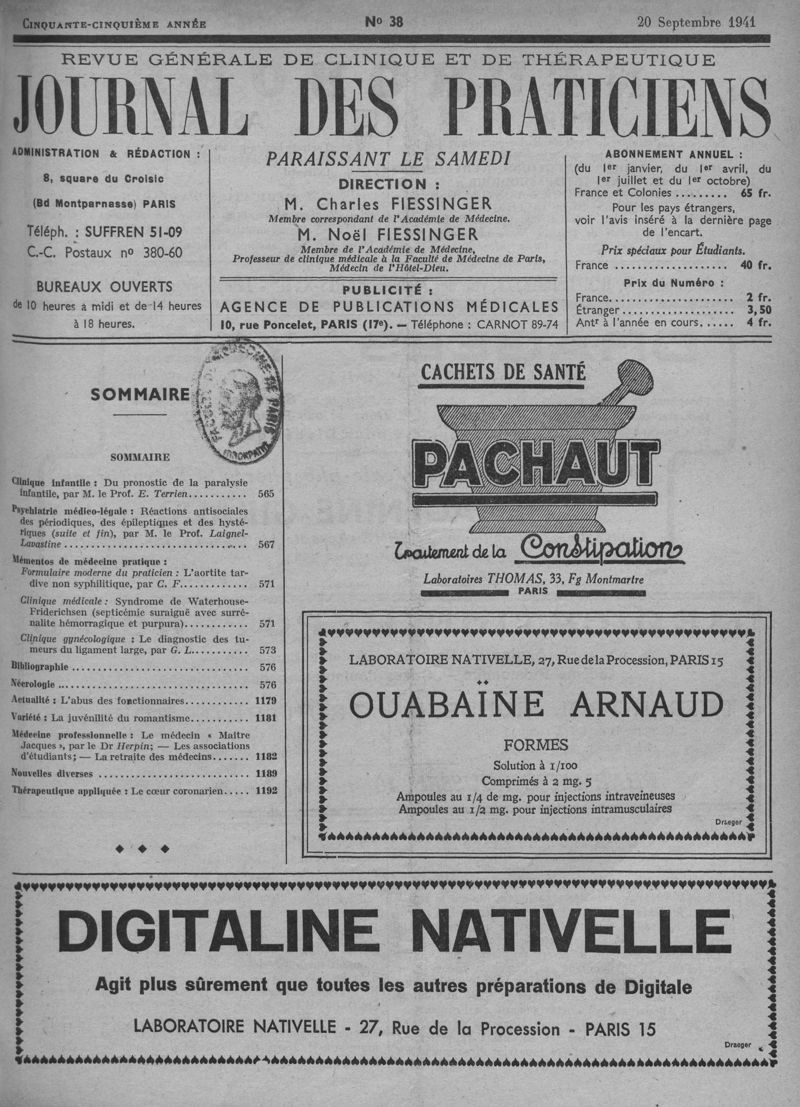 CINQUANTE-CINQUIÈME ANNÉE
No 38
20 Septembre 1941
REVUE GÉNÉRALE DE CLINIQUE ET DE THÉRAPEUTIQUE
JOURNAL DES PRATICIENS
ADMINISTRATION & RÉDACTION :
8, square du Croisic
(Bd Montparnasse) PARIS
Téléph. : SUFFREN 51-09
C.-C. Postaux no 380-60
BUREAUX OUVERTS
de 10 heures à midi et de 14 heures
à 18 heures.
PARAISSANT LE SAMEDI
DIRECTION :
M. Charles FIESSINGER
Membre correspondant de l'Académie de Médecine.
M. Noël FIESSINGER
Membre de l'Académie de Médecine,
Professeur de clinique médicale à la Faculté de Médecine de Paris,
Médecin de l'Hôtel-Dieu.
PUBLICITÉ :
AGENCE DE PUBLICATIONS MÉDICALES
10, rue Poncelet, PARIS (17e). — Téléphone : CARNOT 89-74
ABONNEMENT ANNUEL :
(du 1er janvier, du 1er avril, du
1er juillet et du 1er octobre)
France et Colonies ........ 65 fr.
Pour les pays étrangers,
voir l'avis inséré à la dernière page
de l'encart.
Prix spéciaux pour Étudiants.
France ................... 40 fr.
Prix du Numéro :
France................... 2 fr.
Étranger................... 3,50
Antr à l'année en cours...... 4 fr.
SOMMAIRE
SOMMAIRE
Clinique infantile : Du pronostic de la paralysie
infantile, par M. le Prof. E. Terrien........... 565
Psychiatrie médico-légale : Réactions antisociales
des périodiques, des épileptiques et des hysté-
riques (suite et fin), par M. le Prof. Laignel-
Lavastine ................................ 567
Mémentos de médecine pratique :
Formulaire moderne du praticien : L'aortite tar-
dive non syphilitique, par C. F............. 571
Clinique médicale : Syndrome de Waterhouse-
Friderichsen (septicémie suraiguë avec surré-
nalite hémorragique et purpura)............ 571
Clinique gynécologique : Le diagnostic des tu-
meurs du ligament large, par G. L........... 573
Bibliographie ................................ 576
Nécrologie ................................ 576
Actualité : L'abus des fonctionnaires........... 1179
Variété : La juvénilité du romantisme........... 1181
Médecine professionnelle : Le médecin « Maître
Jacques », par le Dr Herpin; — Les associations
d'étudiants; — La retraite des médecins....... 1182
Nouvelles diverses ........................... 1189
Thérapeutique appliquée : Le cœur coronarien..... 1192
CACHETS DE SANTÉ
PACHAUT
Traitement de la Constipation
Laboratoires THOMAS, 33, Fg Montmartre
PARIS
LABORATOIRE NATIVELLE, 27, Rue de la Procession, PARIS 15
OUABAÏNE ARNAUD
FORMES
Solution à 1/100
Comprimés à 2 mg. 5
Ampoules au 1/4 de mg. pour injections intraveineuses
Ampoules au 1/2 mg. pour injections intramusculaires
Draeger
DIGITALINE NATIVELLE
Agit plus sûrement que toutes les autres préparations de Digitale
LABORATOIRE NATIVELLE - 27, Rue de la Procession - PARIS 15
Draeger